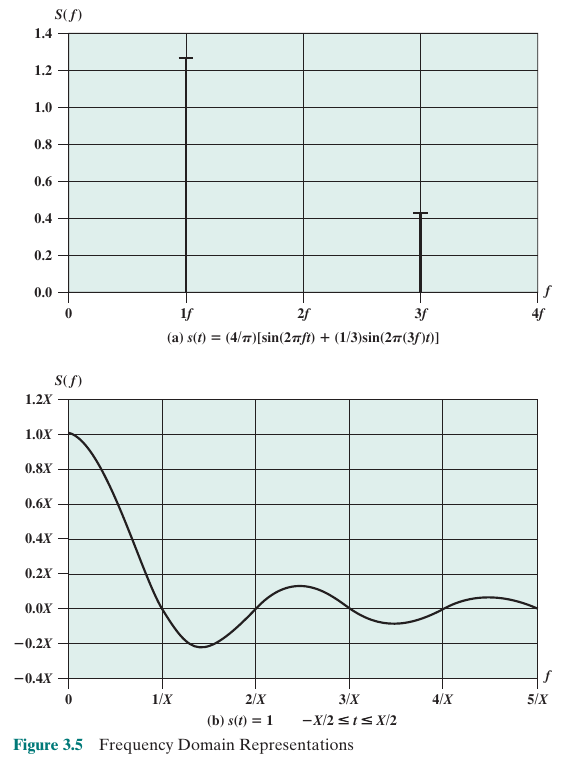 S(f)
1.4
1.2
1.0
0.8
0.6
0.4
0.2
0.0
0 1f 2f 3f 4f f
(a) s(t) = (4/π)[sin(2πft) + (1/3)sin(2π(3f)t)]
S(f)
1.2X
1.0X
0.8X
0.6X
0.4X
0.2X
0.0X
−0.2X
−0.4X
0 1/X 2/X 3/X 4/X 5/X f
(b) s(t) = 1 −X/2 ≤ t ≤ X/2
Figure 3.5 Frequency Domain Representations